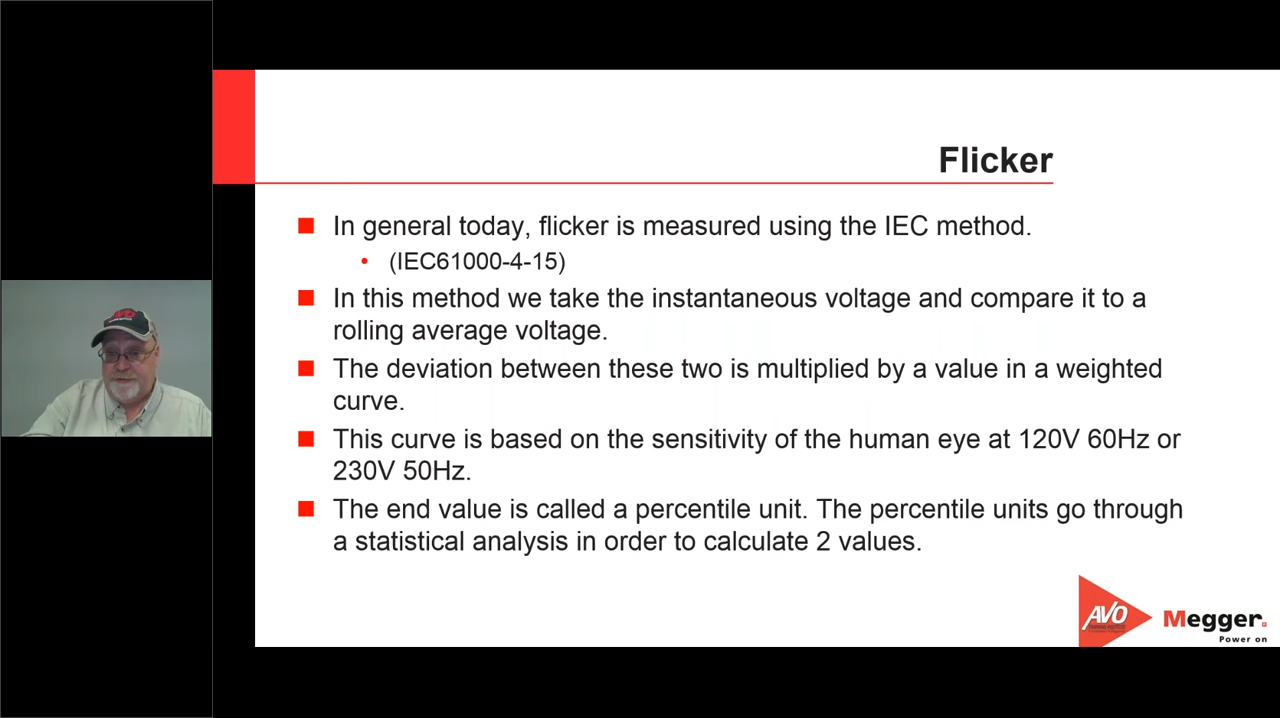 Flicker
In general today, flicker is measured using the IEC method.
(IEC61000-4-15)
In this method we take the instantaneous voltage and compare it to a
rolling average voltage.
The deviation between these two is multiplied by a value in a weighted
curve.
This curve is based on the sensitivity of the human eye at 120V 60Hz or
230V 50Hz.
The end value is called a percentile unit. The percentile units go through
a statistical analysis in order to calculate 2 values.
AVO
Megger.
Power on